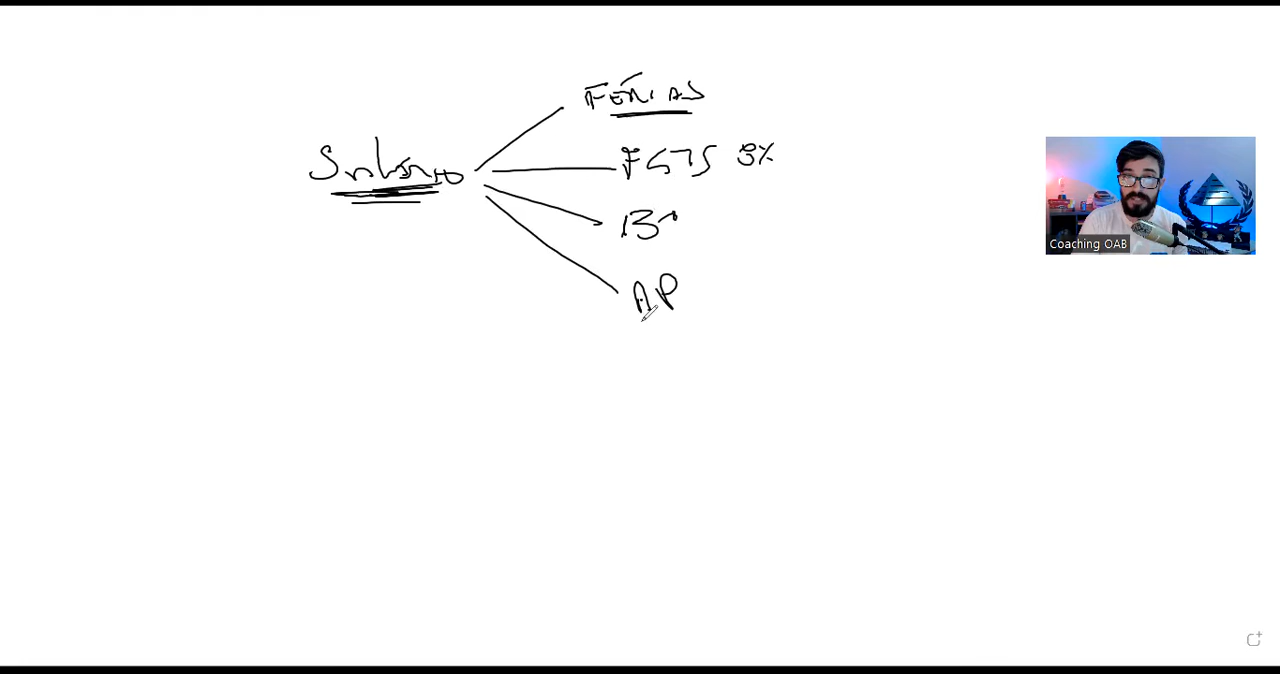 Salário
FÉRIAS
FGTS 8%
13º
AP
Coaching OAB